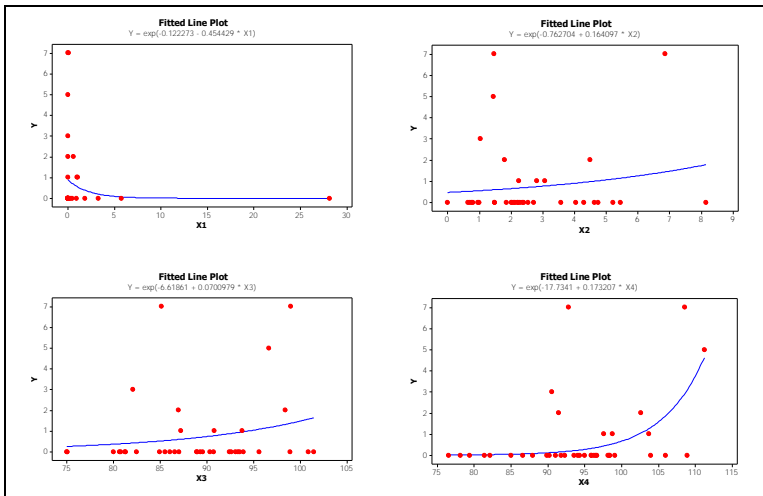 Fitted Line Plot
Y = exp(-0.122273 - 0.454429 * X1)
7
6
5
4
3
2
1
0
Y
0 5 10 15 20 25 30
X1
Fitted Line Plot
Y = exp(-0.762704 + 0.164097 * X2)
7
6
5
4
3
2
1
0
Y
0 1 2 3 4 5 6 7 8 9
X2
Fitted Line Plot
Y = exp(-6.61861 + 0.0700979 * X3)
7
6
5
4
3
2
1
0
Y
75 80 85 90 95 100 105
X3
Fitted Line Plot
Y = exp(-17.7341 + 0.173207 * X4)
7
6
5
4
3
2
1
0
Y
76 84 90 95 100 105 110 115
X4